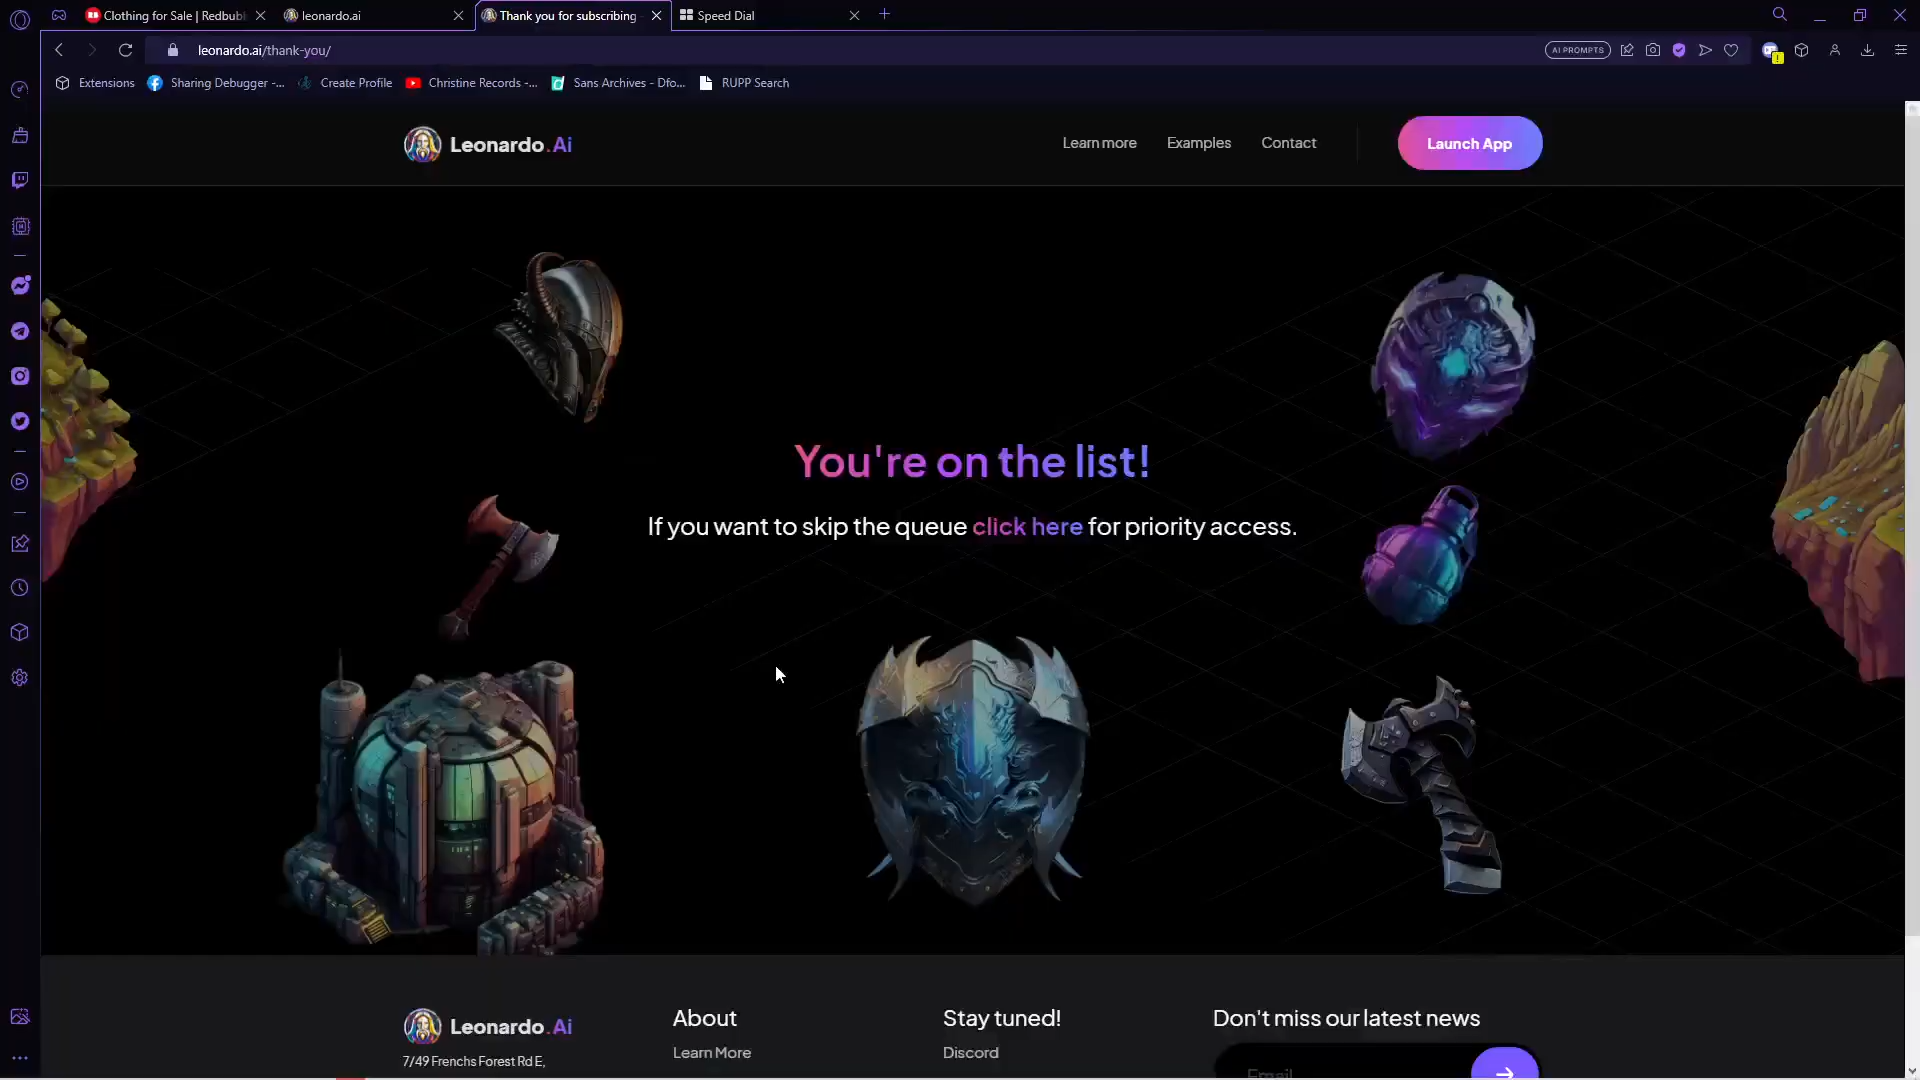 Clothing for Sale | Redbubl
leonardo.ai
Thank you for subscribing
Speed Dial
leonardo.ai/thank-you/
AI PROMPTS
Extensions
Sharing Debugger -...
Create Profile
Christine Records -...
Sans Archives - Dfo...
RUPP Search
Leonardo.Ai
Learn more
Examples
Contact
Launch App
You're on the list!
If you want to skip the queue click here for priority access.
Leonardo.Ai
7/49 Frenchs Forest Rd E,
About
Learn More
Stay tuned!
Discord
Don't miss our latest news
Email